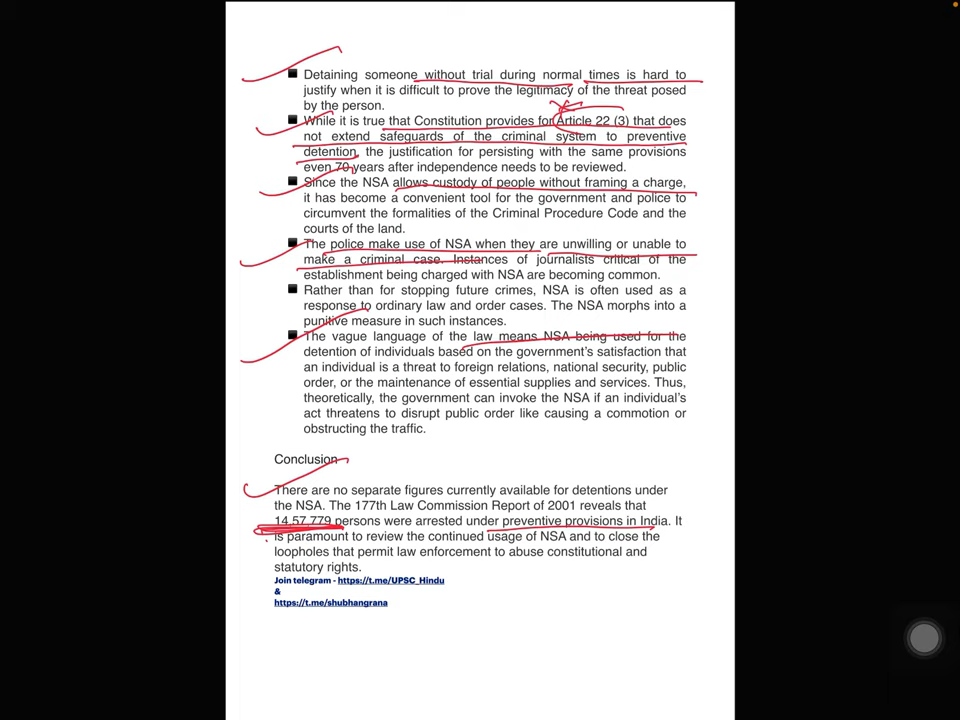 ■ Detaining someone without trial during normal times is hard to
justify when it is difficult to prove the legitimacy of the threat posed
by the person.
■ While it is true that Constitution provides for Article 22 (3) that does
not extend safeguards of the criminal system to preventive
detention, the justification for persisting with the same provisions
even 70 years after independence needs to be reviewed.
■ Since the NSA allows custody of people without framing a charge,
it has become a convenient tool for the government and police to
circumvent the formalities of the Criminal Procedure Code and the
courts of the land.
■ The police make use of NSA when they are unwilling or unable to
make a criminal case. Instances of journalists critical of the
establishment being charged with NSA are becoming common.
■ Rather than for stopping future crimes, NSA is often used as a
response to ordinary law and order cases. The NSA morphs into a
punitive measure in such instances.
■ The vague language of the law means NSA being used for the
detention of individuals based on the government's satisfaction that
an individual is a threat to foreign relations, national security, public
order, or the maintenance of essential supplies and services. Thus,
theoretically, the government can invoke the NSA if an individual's
act threatens to disrupt public order like causing a commotion or
obstructing the traffic.
Conclusion
There are no separate figures currently available for detentions under
the NSA. The 177th Law Commission Report of 2001 reveals that
14,57,779 persons were arrested under preventive provisions in India. It
is paramount to review the continued usage of NSA and to close the
loopholes that permit law enforcement to abuse constitutional and
statutory rights.
Join telegram - https://t.me/UPSC_Hindu
&
https://t.me/shubhangrana